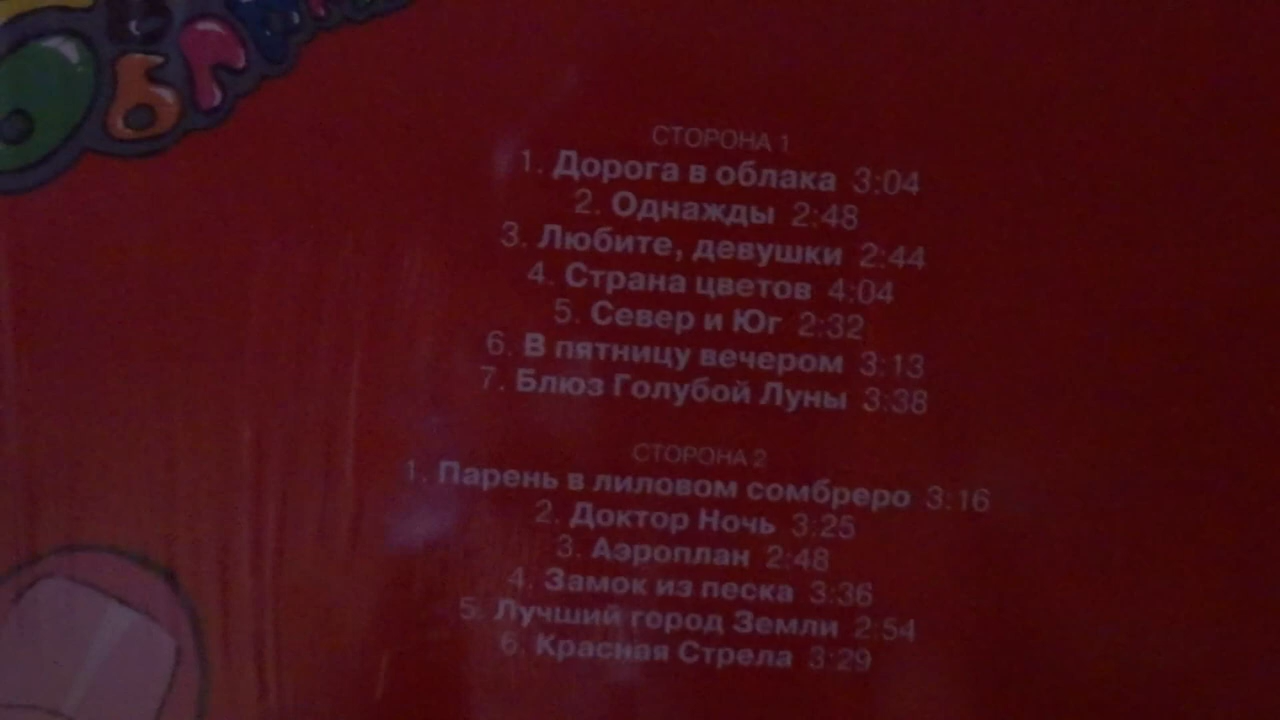 СТОРОНА 1
1. Дорога в облака 3:04
2. Однажды 2:48
3. Любите, девушки 2:44
4. Страна цветов 4:04
5. Север и Юг 2:32
6. В пятницу вечером 3:13
7. Блюз Голубой Луны 3:38
СТОРОНА 2
1. Парень в лиловом сомбреро 3:16
2. Доктор Ночь 3:25
3. Аэроплан 2:48
4. Замок из песка 3:36
5. Лучший город Земли 2:54
6. Красная Стрела 3:29